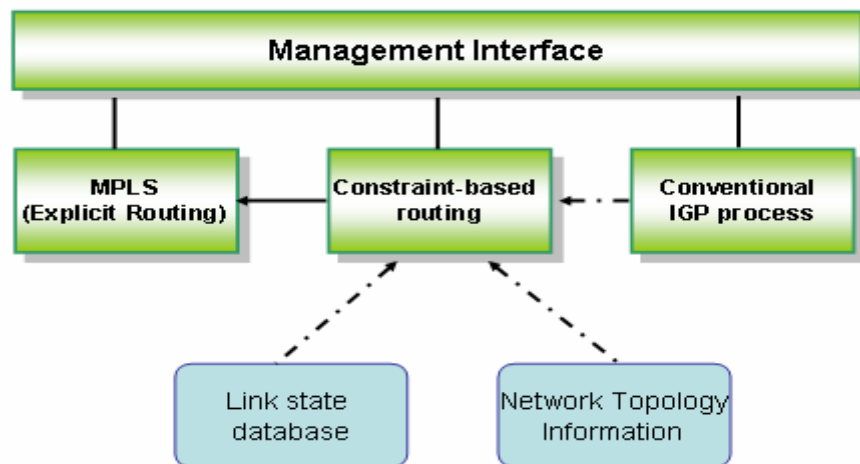 Management Interface
MPLS
(Explicit Routing)
Constraint-based
routing
Conventional
IGP process
Link state
database
Network Topology
Information